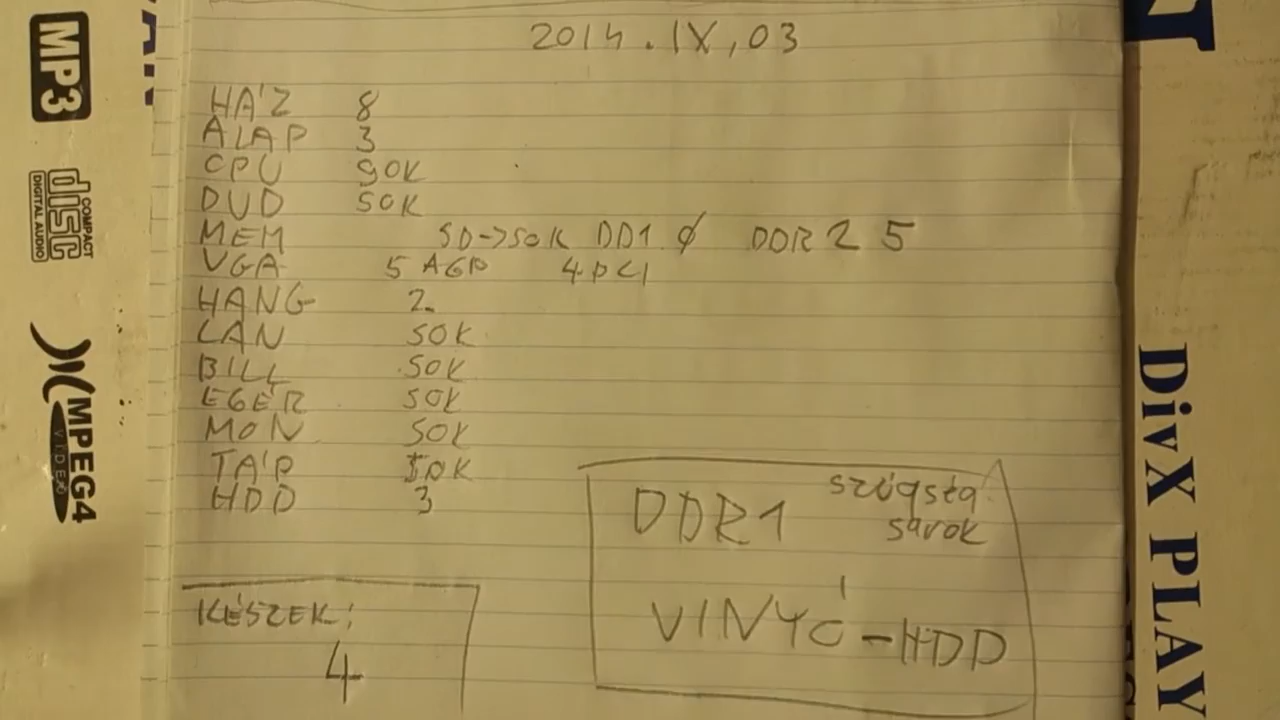 2014.IX,03
HÁZ 8
ALAP 3
CPU SOK
DVD SOK
MEM SD->SOK DD1 ∅ DDR2 5
VGA 5 AGP 4 PCI
HANG 2
LAN SOK
BILL SOK
EGÉR SOK
MON SOK
TÁP SOK
HDD 3
KÉSZEK:
4
DDR1 sziqsta
sarok
VINYÓ-HDD
MP3
COMPACT
disc
DIGITAL AUDIO
MPEG4
VIDEO
DivX PLAY